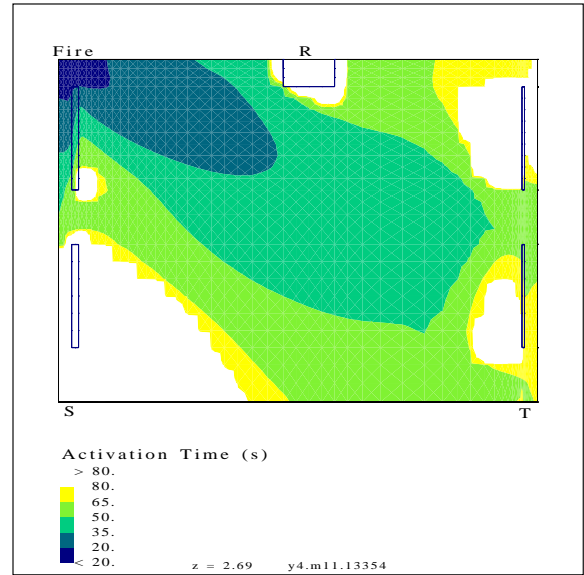 Fire R
S T
Activation Time (s)
> 80.
80.
65.
50.
35.
20.
< 20.
z = 2.69 y4.m11.13354